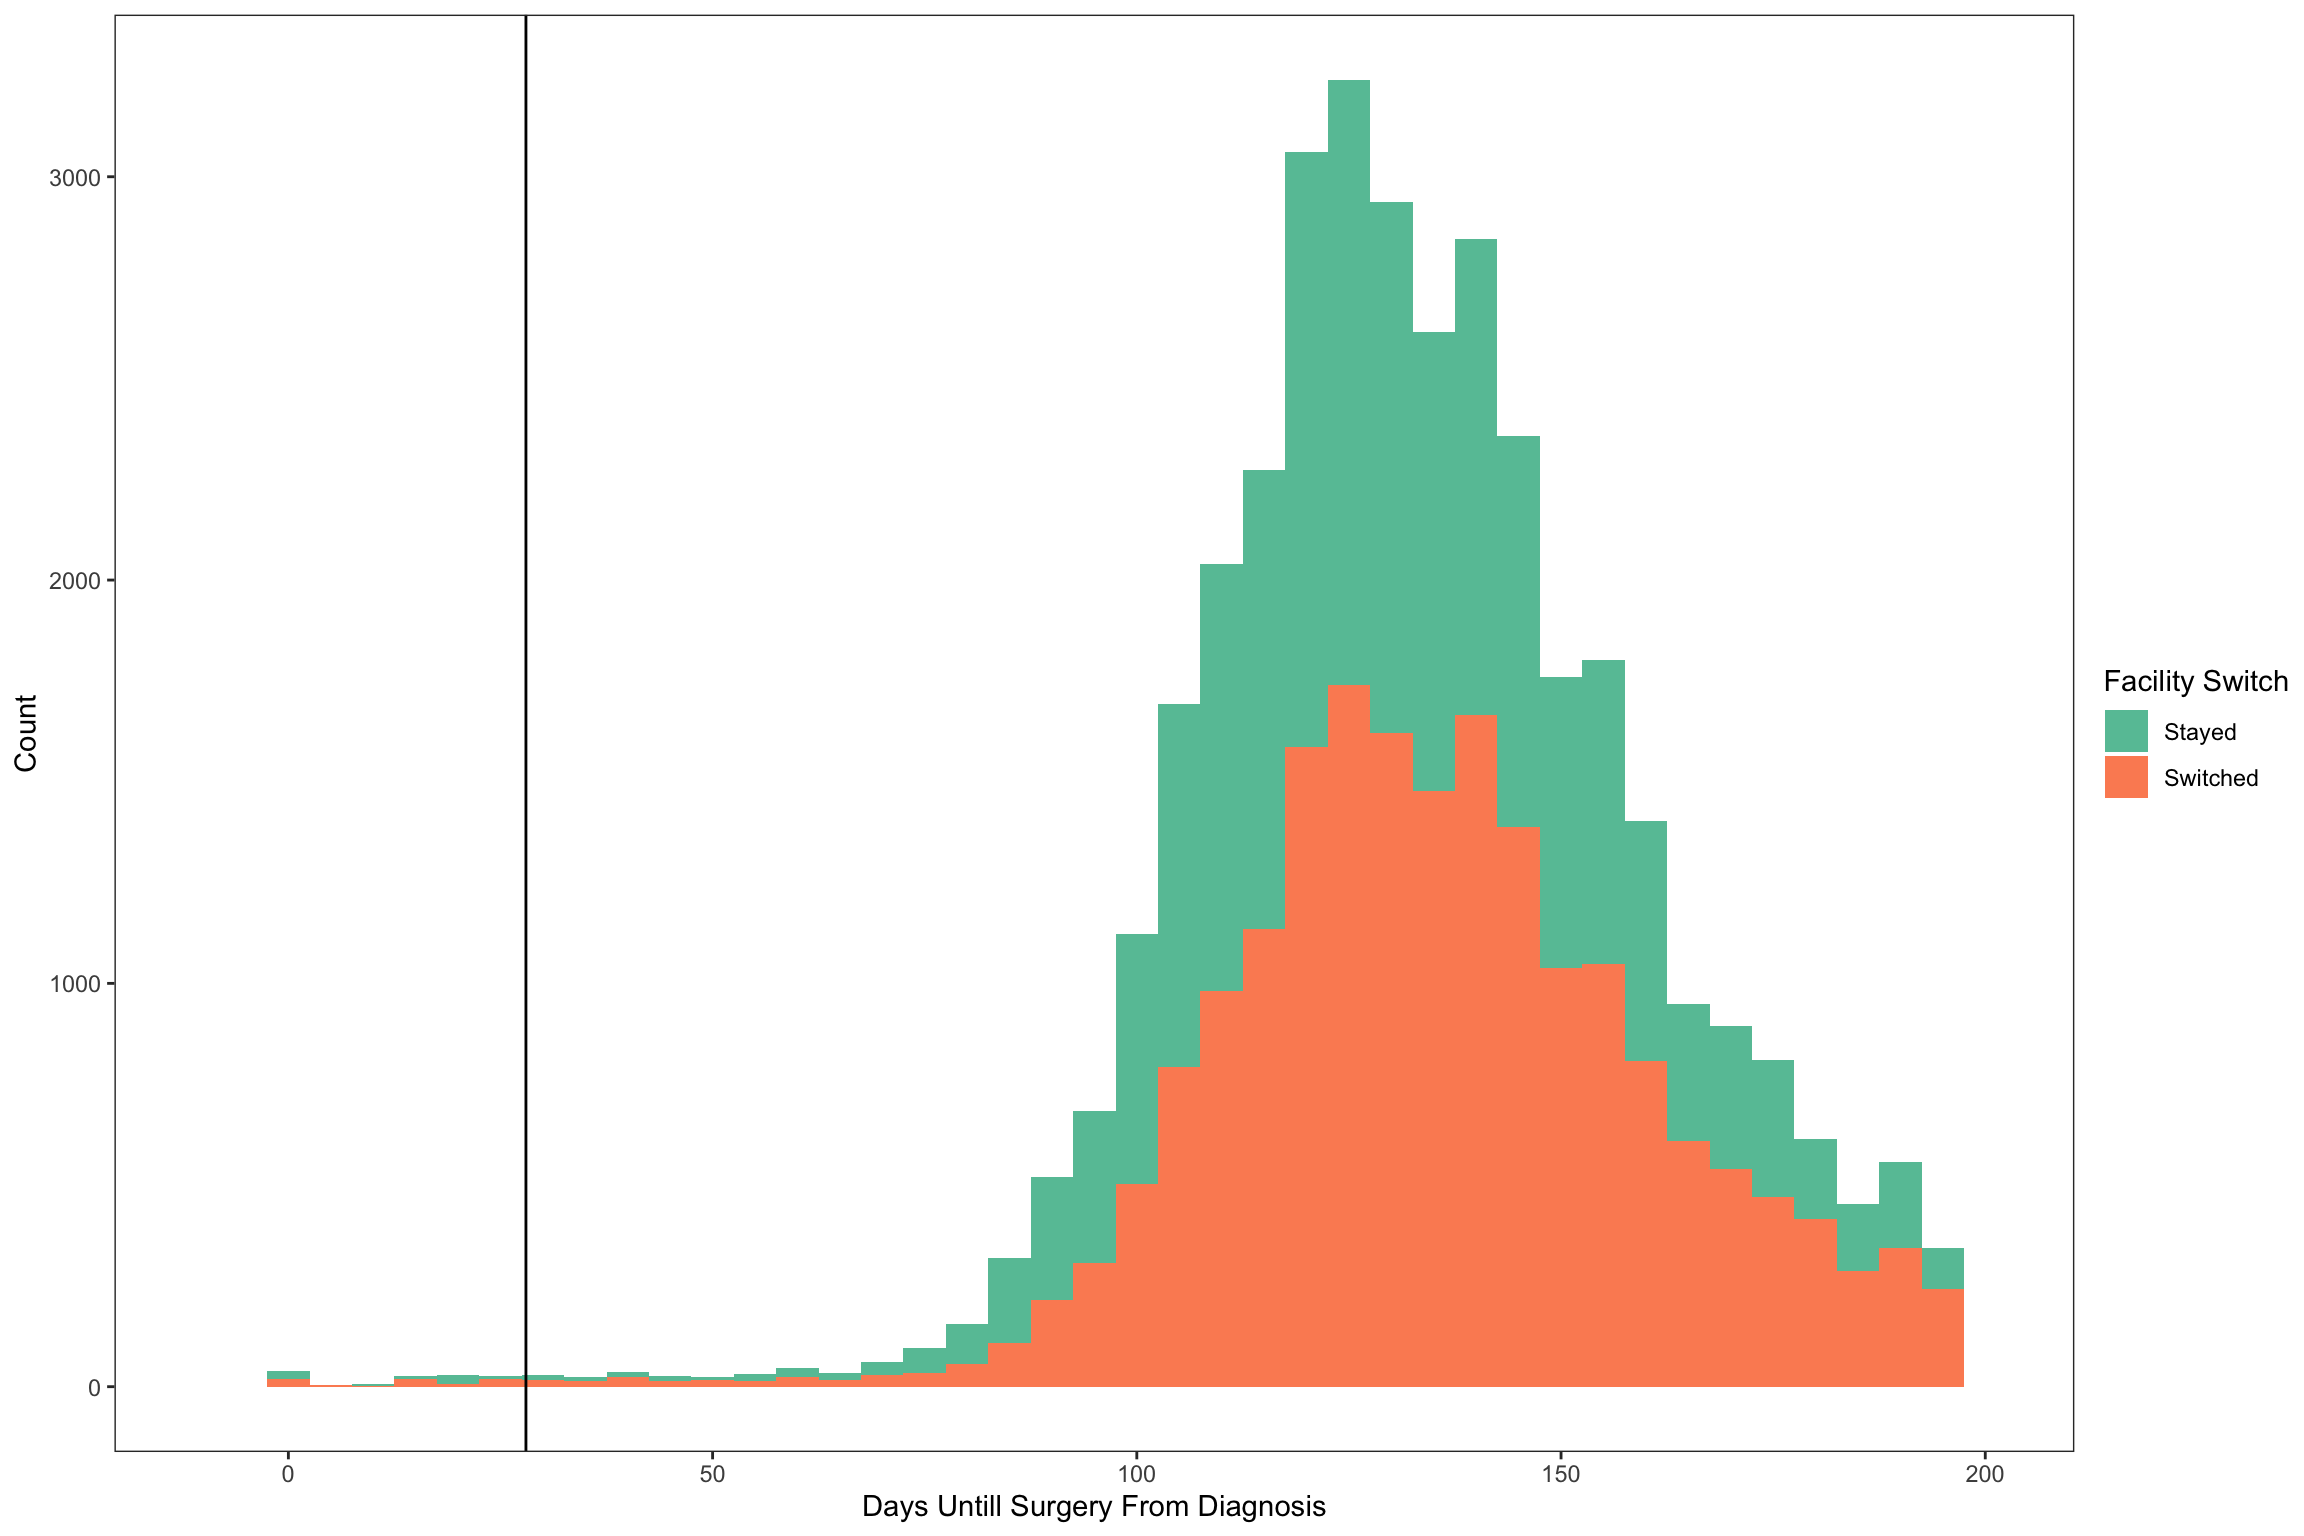 3000
2000
1000
0
Count
0 50 100 150 200
Days Untill Surgery From Diagnosis
Facility Switch
Stayed
Switched